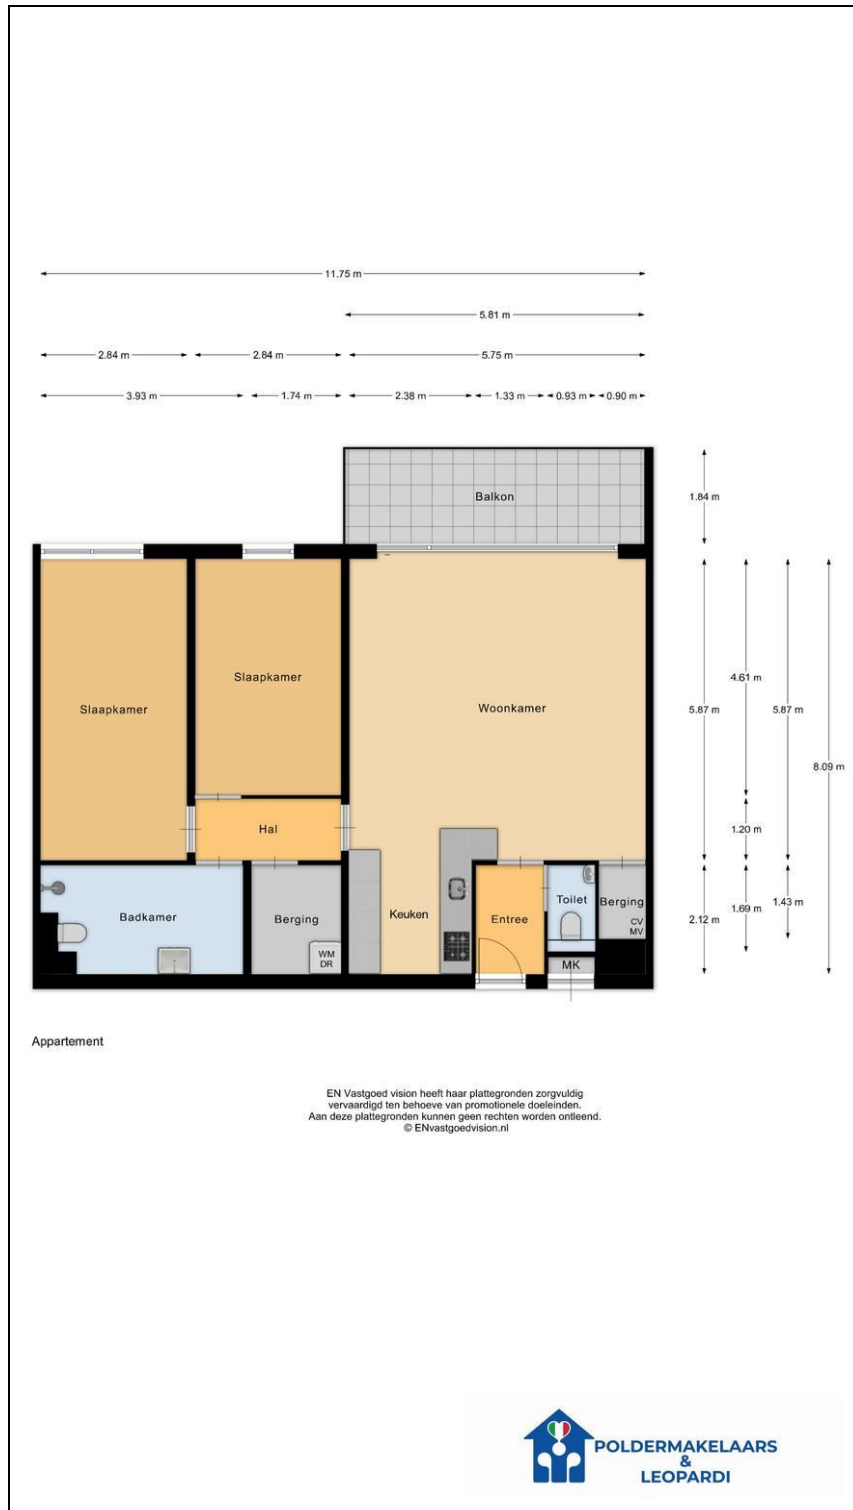 11.75 m
5.81 m
2.84 m 2.84 m 5.75 m
3.93 m 1.74 m 2.38 m 1.33 m 0.93 m 0.90 m
Balkon
1.84 m
Slaapkamer
Slaapkamer
Woonkamer
4.61 m
5.87 m
5.87 m
8.09 m
Hal
1.20 m
Badkamer
Berging
WM
DR
Keuken
Entree
Toilet
Berging
CV
MV
MK
2.12 m
1.69 m
1.43 m
Appartement
EN Vastgoed vision heeft haar plattegronden zorgvuldig
vervaardigd ten behoeve van promotionele doeleinden.
Aan deze plattegronden kunnen geen rechten worden ontleend.
© ENvastgoedvision.nl
POLDERMAKELAARS
&
LEOPARDI